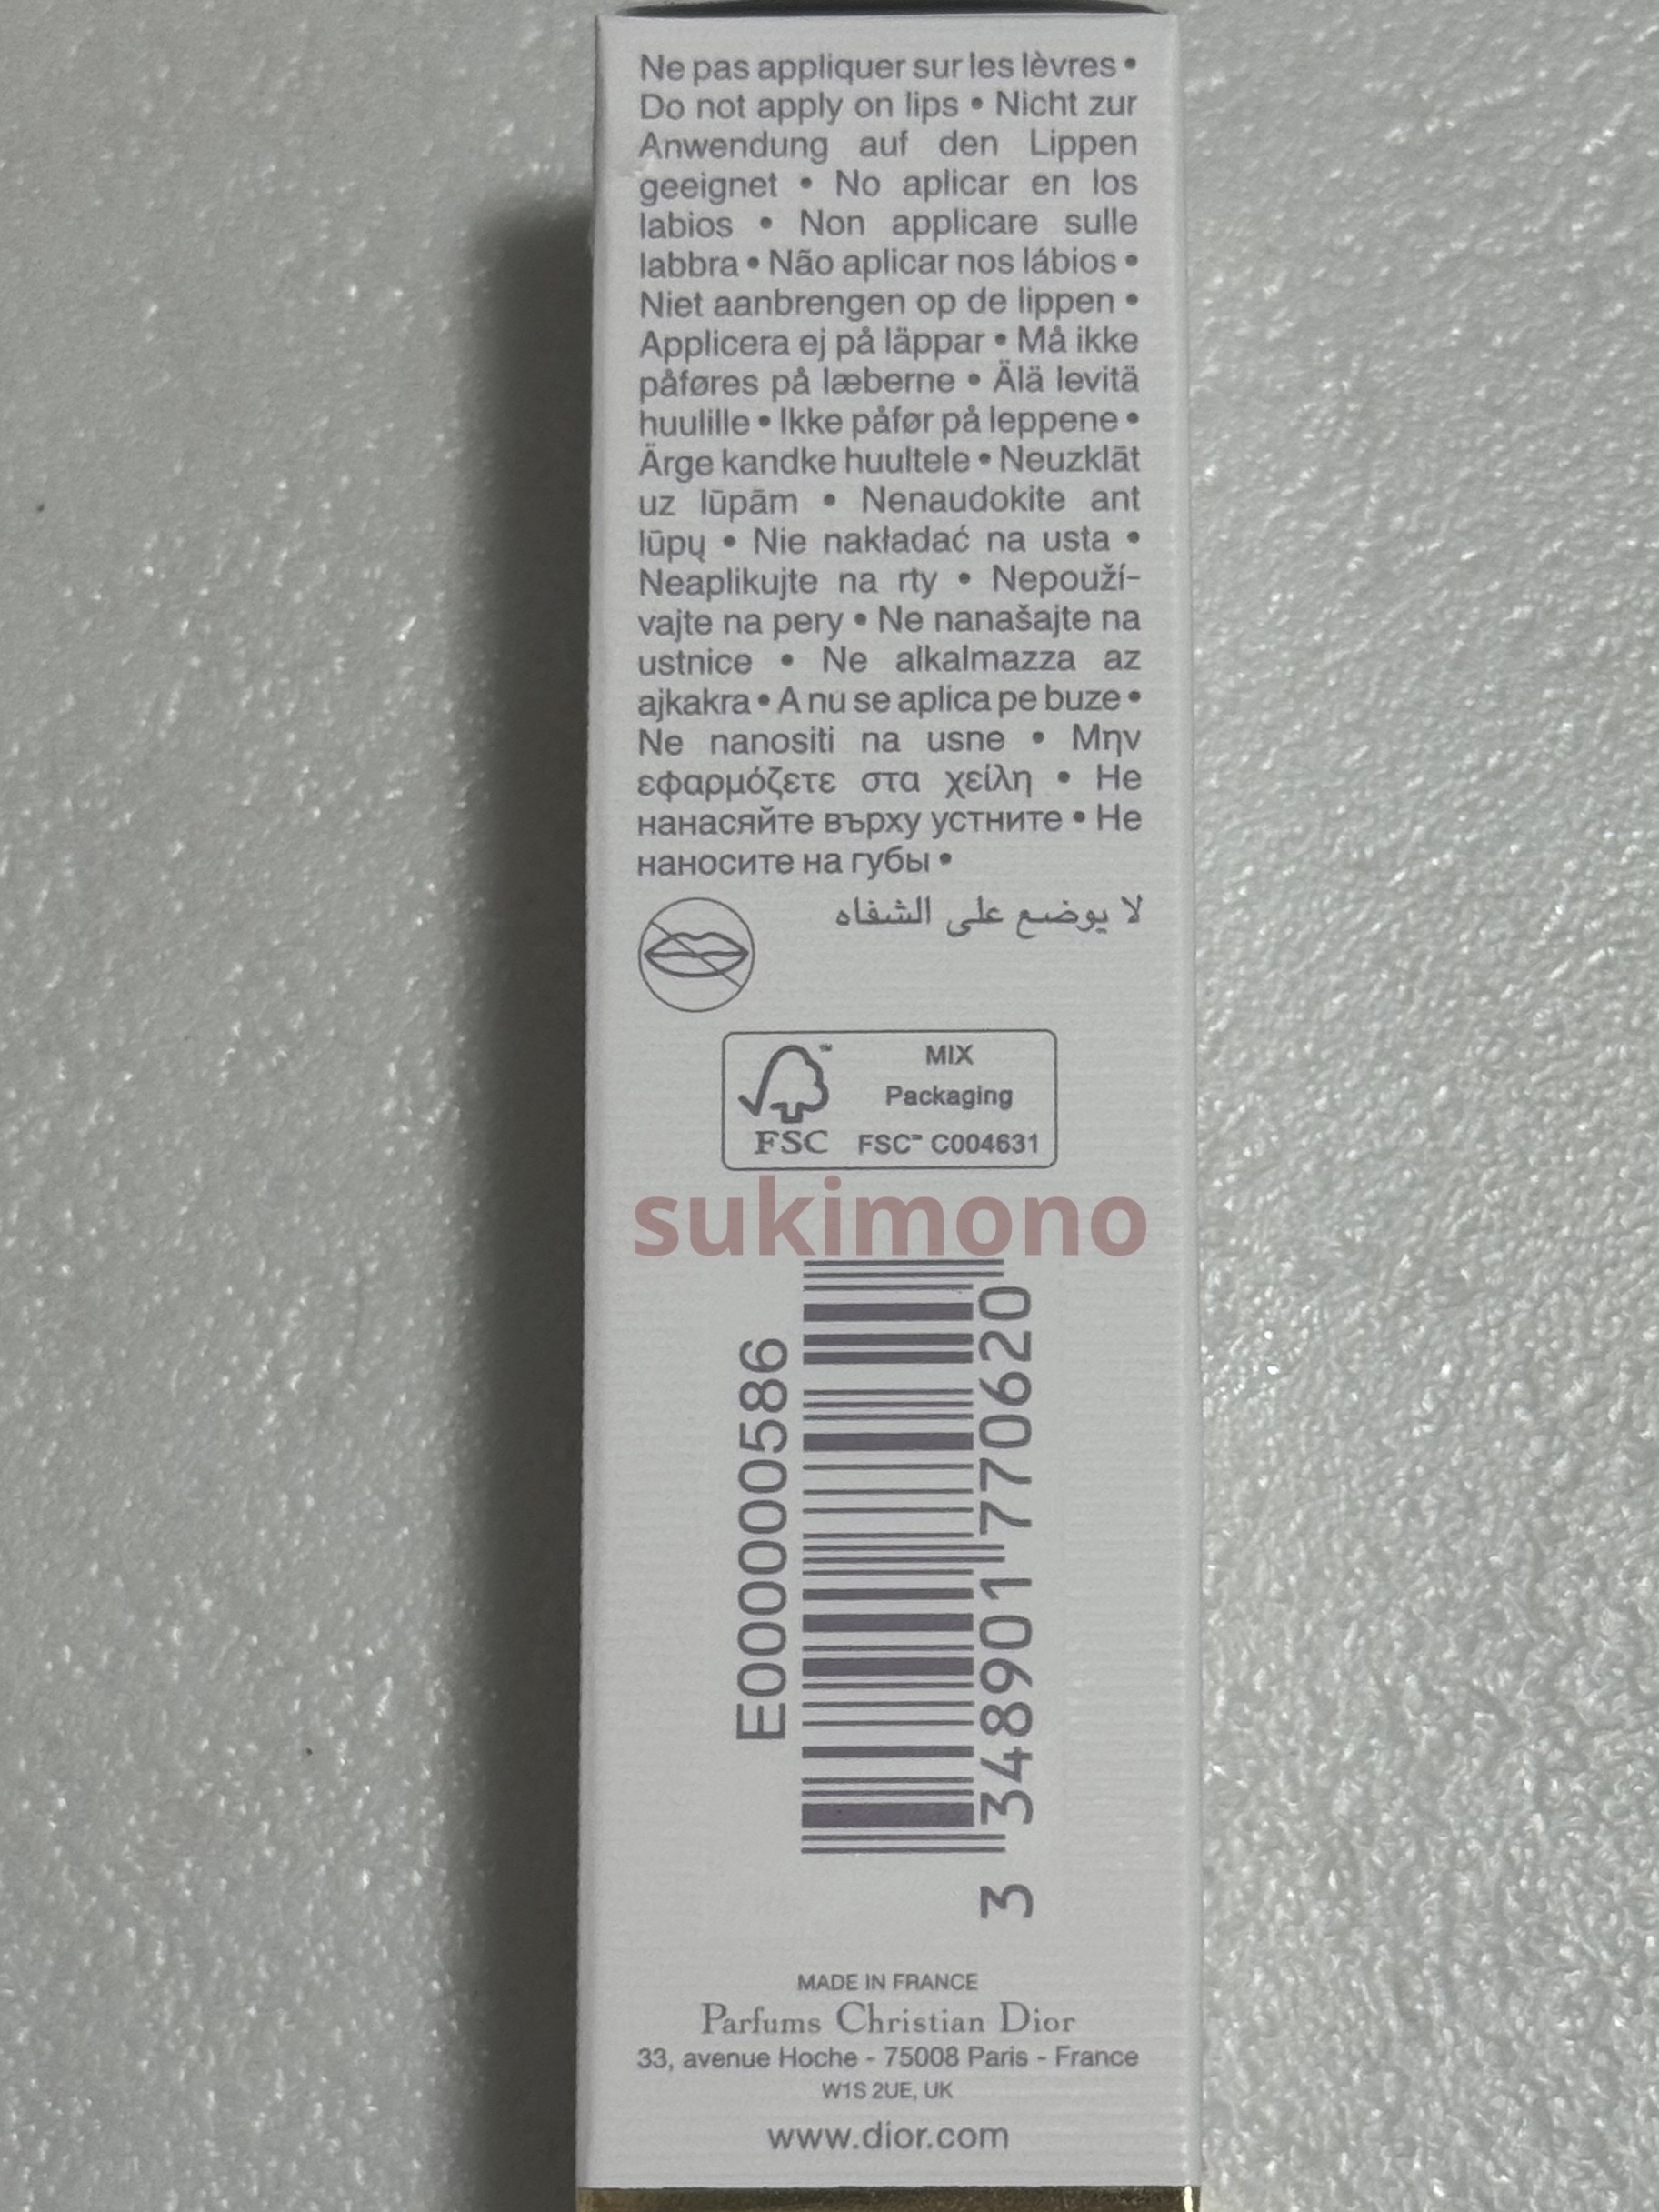 Ne pas appliquer sur les lèvres •
Do not apply on lips • Nicht zur
Anwendung auf den Lippen
geeignet • No aplicar en los
labios • Non applicare sulle
labbra • Não aplicar nos lábios •
Niet aanbrengen op de lippen •
Applicera ej på läppar • Må ikke
påføres på læberne • Älä levitä
huulille • Ikke påfør på leppene •
Ärge kandke huultele • Neuzklāt
uz lūpām • Nenaudokite ant
lūpų • Nie nakładać na usta •
Neaplikujte na rty • Nepouží-
vajte na pery • Ne nanašajte na
ustnice • Ne alkalmazza az
ajkakra • A nu se aplica pe buze •
Ne nanositi na usne • Μην
εφαρμόζετε στα χείλη • Не
нанасяйте върху устните • Не
наносите на губы •
لا يوضع على الشفاه
MIX
Packaging
FSC FSC™ C004631
sukimono
E000000586
3 348901 770620
MADE IN FRANCE
Parfums Christian Dior
33, avenue Hoche - 75008 Paris - France
W1S 2UE, UK
www.dior.com